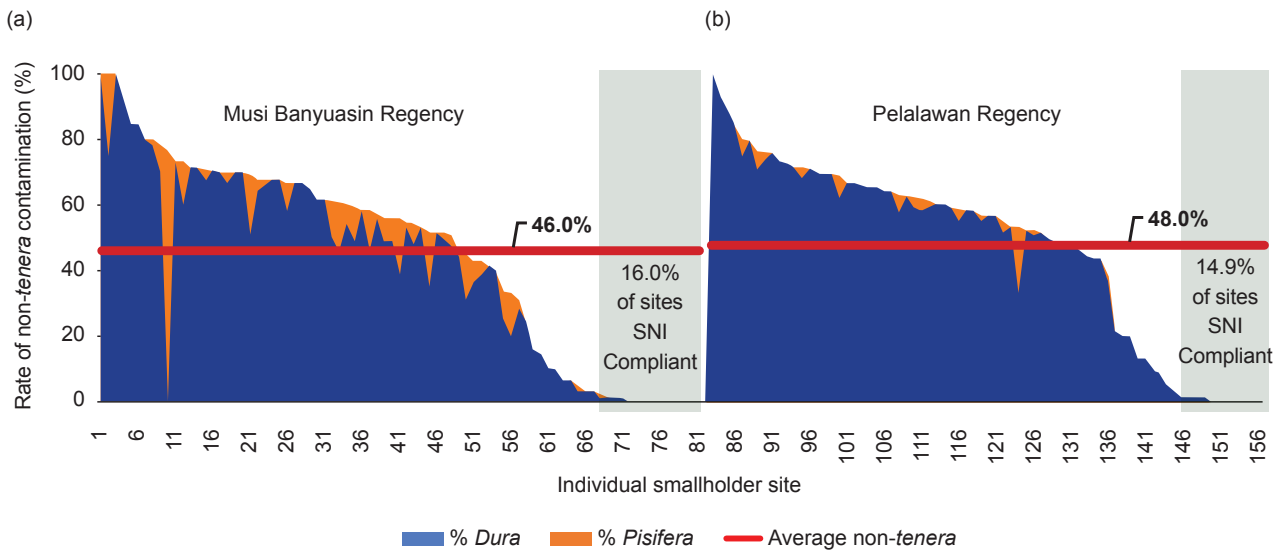 (a)
(b)
Rate of non-tenera contamination (%)
100
80
60
40
20
0
Musi Banyuasin Regency
Pelalawan Regency
46.0%
48.0%
16.0%
of sites
SNI
Compliant
14.9%
of sites
SNI
Compliant
1 6 11 16 21 26 31 36 41 46 51 56 61 66 71 76 81 86 91 96 101 106 111 116 121 126 131 136 141 146 151 156
Individual smallholder site
% Dura % Pisifera Average non-tenera